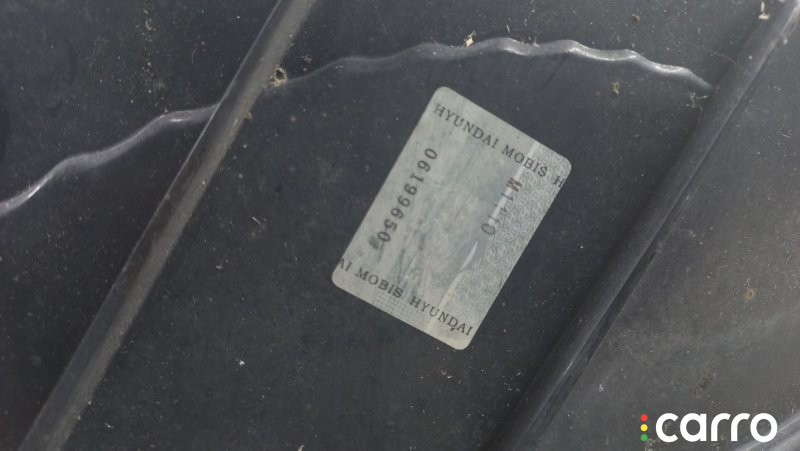 HYUNDAI MOBIS H
06199650
AI MOBIS HYUNDAI
carro